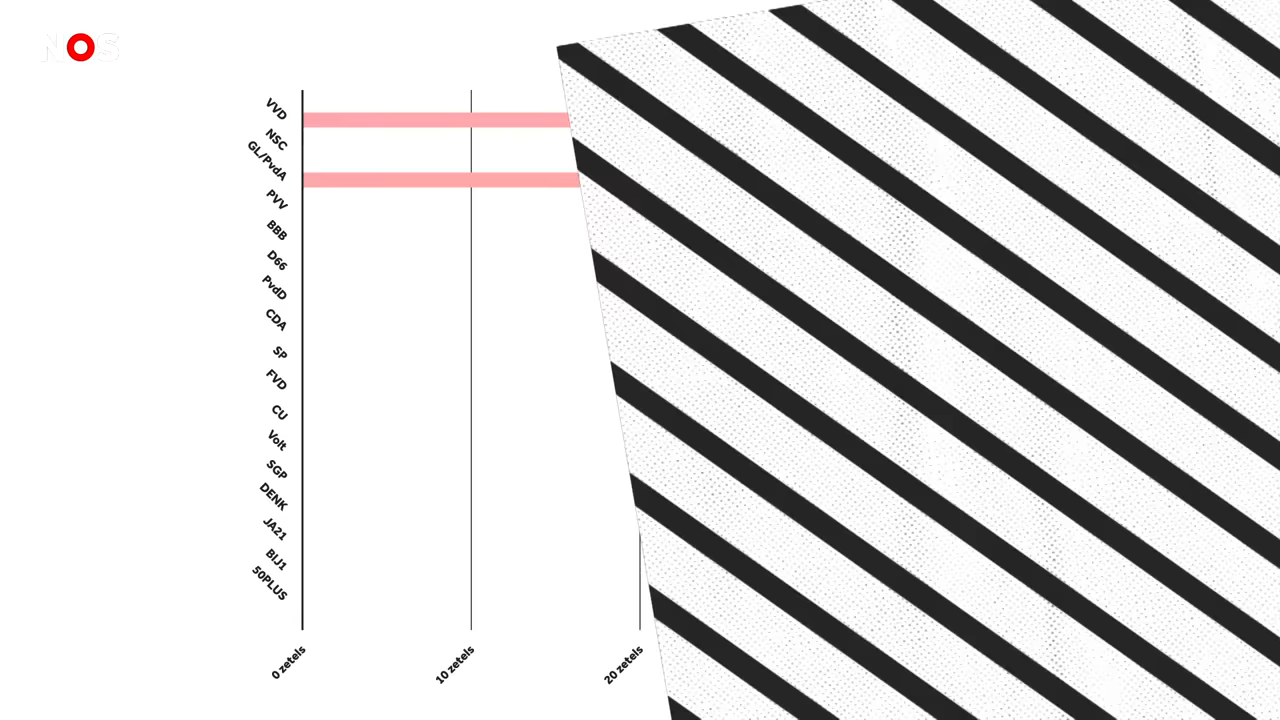 NOS
VVD
NSC
GL/PvdA
PVV
BBB
D66
PvdD
CDA
SP
FVD
CU
Volt
SGP
DENK
JA21
BIJ1
50PLUS
0 zetels
10 zetels
20 zetels